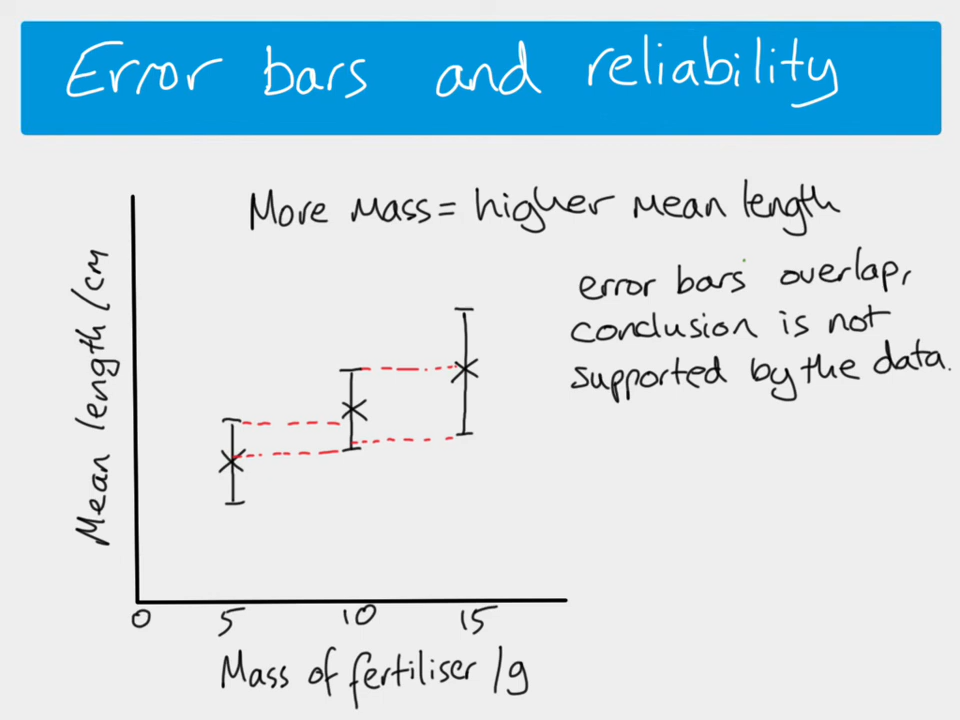 Error bars and reliability
More mass = higher mean length
error bars overlap,
conclusion is not
supported by the data.
Mean length/cm
0 5 10 15
Mass of fertiliser /g